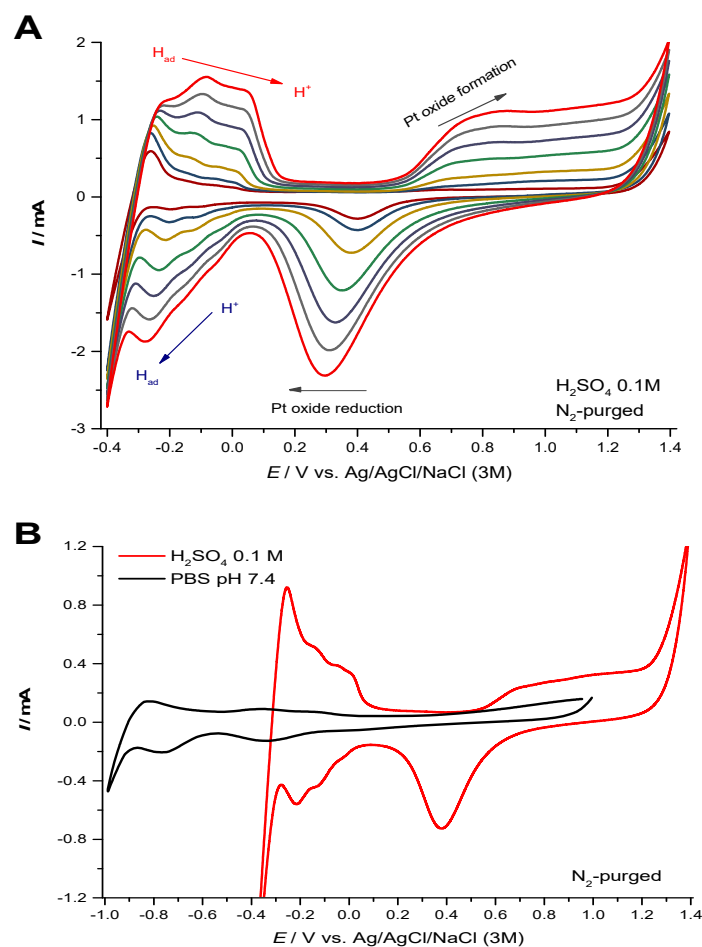 A
2
1
0
-1
-2
-3
I / mA
H_ad
H⁺
Pt oxide formation
H⁺
H_ad
Pt oxide reduction
H₂SO₄ 0.1M
N₂-purged
-0.4 -0.2 0.0 0.2 0.4 0.6 0.8 1.0 1.2 1.4
E / V vs. Ag/AgCl/NaCl (3M)
B
1.2
0.8
0.4
0.0
-0.4
-0.8
-1.2
I / mA
H₂SO₄ 0.1 M
PBS pH 7.4
N₂-purged
-1.0 -0.8 -0.6 -0.4 -0.2 0.0 0.2 0.4 0.6 0.8 1.0 1.2 1.4
E / V vs. Ag/AgCl/NaCl (3M)